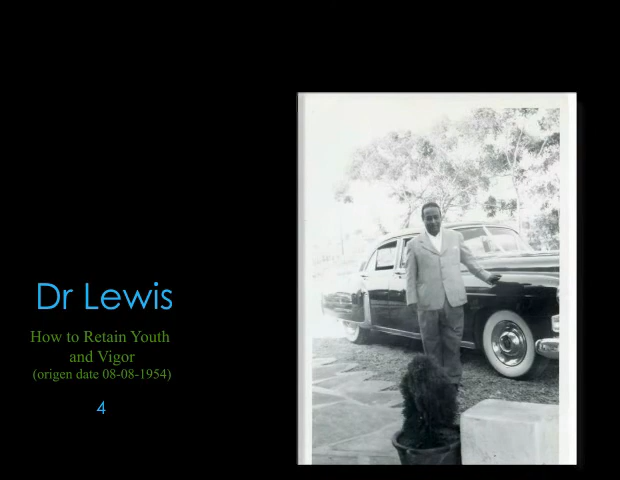 Dr Lewis
How to Retain Youth
and Vigor
(origen date 08-08-1954)
4